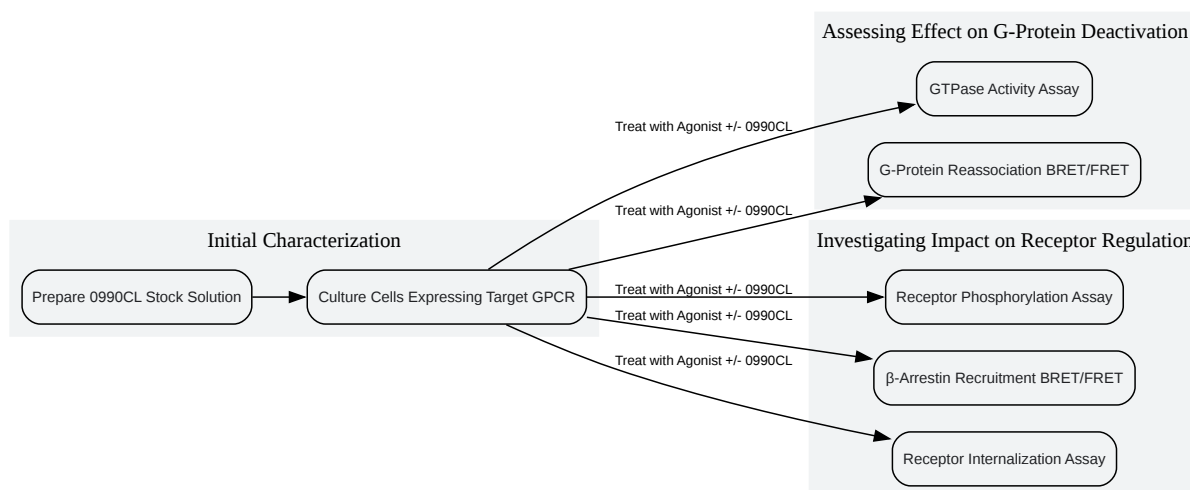 Assessing Effect on G-Protein Deactivation
GTPase Activity Assay
Treat with Agonist +/- 0990CL
G-Protein Reassociation BRET/FRET
Treat with Agonist +/- 0990CL
Initial Characterization
Investigating Impact on Receptor Regulation
Prepare 0990CL Stock Solution
Culture Cells Expressing Target GPCR
Treat with Agonist +/- 0990CL
Receptor Phosphorylation Assay
Treat with Agonist +/- 0990CL
Treat with Agonist +/- 0990CL
β-Arrestin Recruitment BRET/FRET
Receptor Internalization Assay